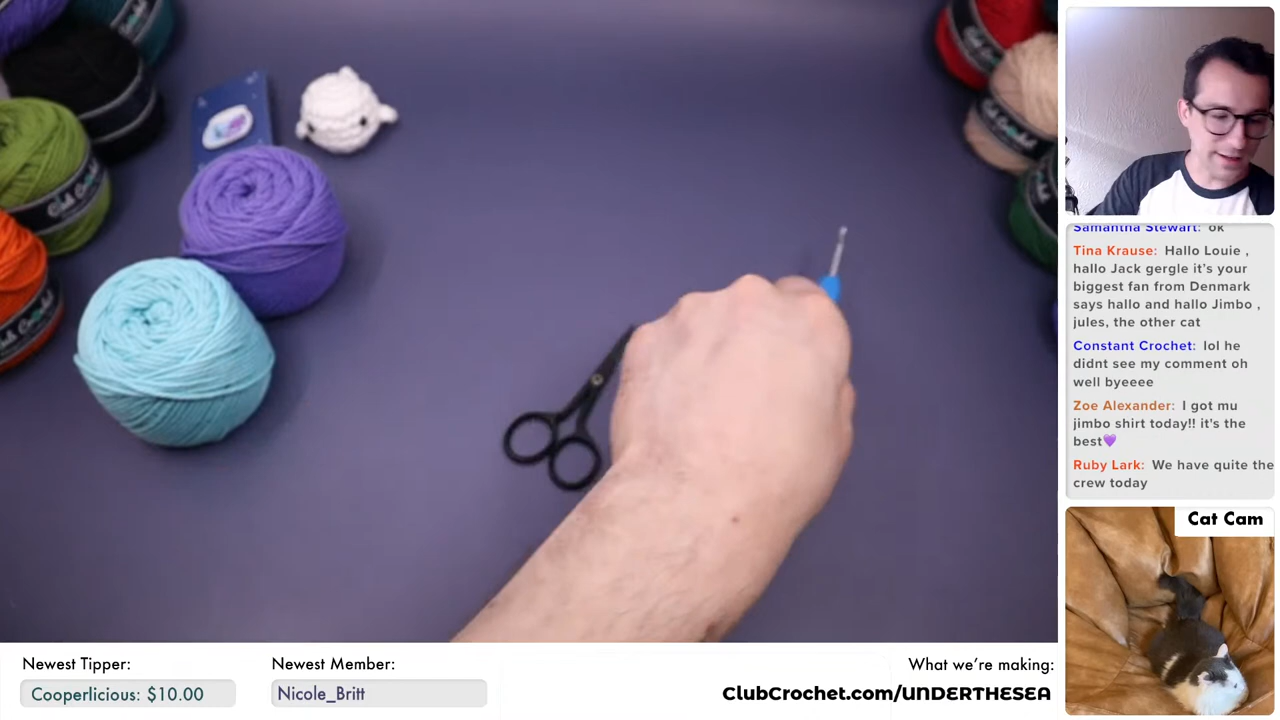 Samantha Stewart: ok
Tina Krause: Hallo Louie ,
hallo Jack gergle it's your
biggest fan from Denmark
says hallo and hallo Jimbo ,
jules, the other cat
Constant Crochet: lol he
didnt see my comment oh
well byeeee
Zoe Alexander: I got mu
jimbo shirt today!! it's the
best💜
Ruby Lark: We have quite the
crew today
Cat Cam
Newest Tipper:
Cooperlicious: $10.00
Newest Member:
Nicole_Britt
What we're making:
ClubCrochet.com/UNDERTHESEA